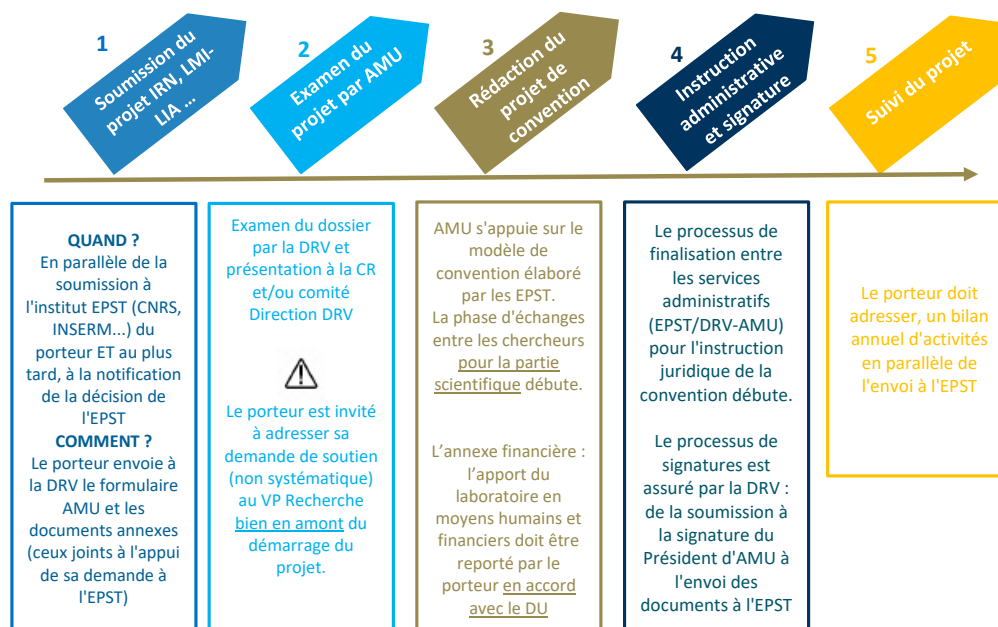 1
Soumission du
projet IRN, LMI-
LIA ...
2
Examen du
projet par AMU
3
Rédaction du
projet de
convention
4
Instruction
administrative
et signature
5
Suivi du projet
QUAND ?
En parallèle de la
soumission à
l'institut EPST (CNRS,
INSERM...) du
porteur ET au plus
tard, à la notification
de la décision de
l'EPST
COMMENT ?
Le porteur envoie à
la DRV le formulaire
AMU et les
documents annexes
(ceux joints à l'appui
de sa demande à
l'EPST)
Examen du dossier
par la DRV et
présentation à la CR
et/ou comité
Direction DRV
Le porteur est invité
à adresser sa
demande de soutien
(non systématique)
au VP Recherche
bien en amont du
démarrage du
projet.
AMU s'appuie sur le
modèle de
convention élaboré
par les EPST.
La phase d'échanges
entre les chercheurs
pour la partie
scientifique débute.
L’annexe financière :
l’apport du
laboratoire en
moyens humains et
financiers doit être
reporté par le
porteur en accord
avec le DU
Le processus de
finalisation entre
les services
administratifs
(EPST/DRV-AMU)
pour l'instruction
juridique de la
convention débute.
Le processus de
signatures est
assuré par la DRV :
de la soumission à
la signature du
Président d'AMU à
l'envoi des
documents à l'EPST
Le porteur doit
adresser, un bilan
annuel d'activités
en parallèle de
l'envoi à l'EPST